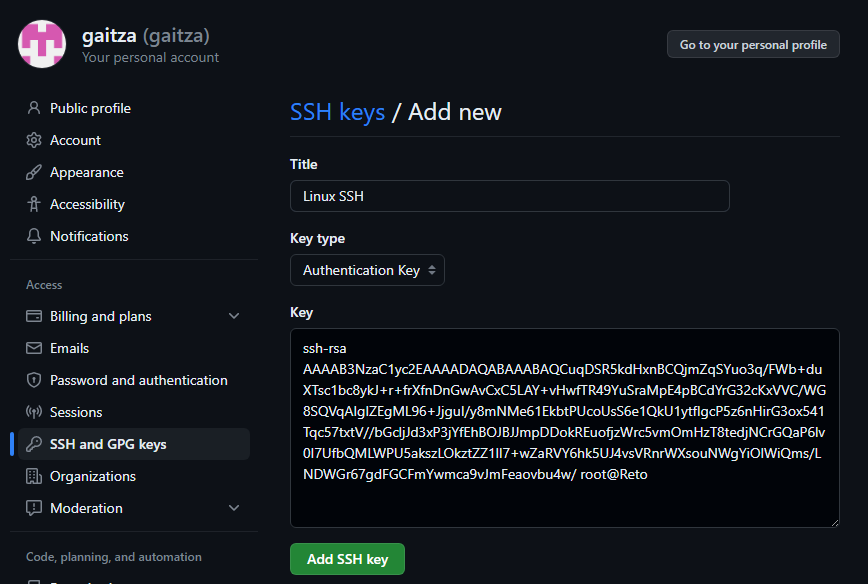 gaitza (gaitza)
Your personal account
Go to your personal profile
Public profile
Account
Appearance
Accessibility
Notifications
Access
Billing and plans
Emails
Password and authentication
Sessions
SSH and GPG keys
Organizations
Moderation
Code, planning, and automation
SSH keys / Add new
Title
Linux SSH
Key type
Authentication Key
Key
ssh-rsa
AAAAB3NzaC1yc2EAAAADAQABAAABAQCuqDSR5kdHxnBCQjmZqSYuo3q/FWb+du
XTsc1bc8ykJ+r+frXfnDnGwAvCxC5LAY+vHwfTR49YuSraMpE4pBCdYrG32cKxVVC/WG
8SQVqAlglZEgML96+Jjgul/y8mNMe61EkbtPUcoUsS6e1QkU1ytflgcP5z6nHirG3ox541
Tqc57txtV//bGcljJd3xP3jYfEhBOJBJJmpDDokREuofjzWrc5vmOmHzT8tedjNCrGQaP6lv
0I7UfbQMLWPU5akszLOkztZZ1Il7+wZaRVY6hk5UJ4vsVRnrWXsouNWgYiOlWiQms/L
NDWGr67gdFGCFmYwmca9vJmFeaovbu4w/ root@Reto
Add SSH key